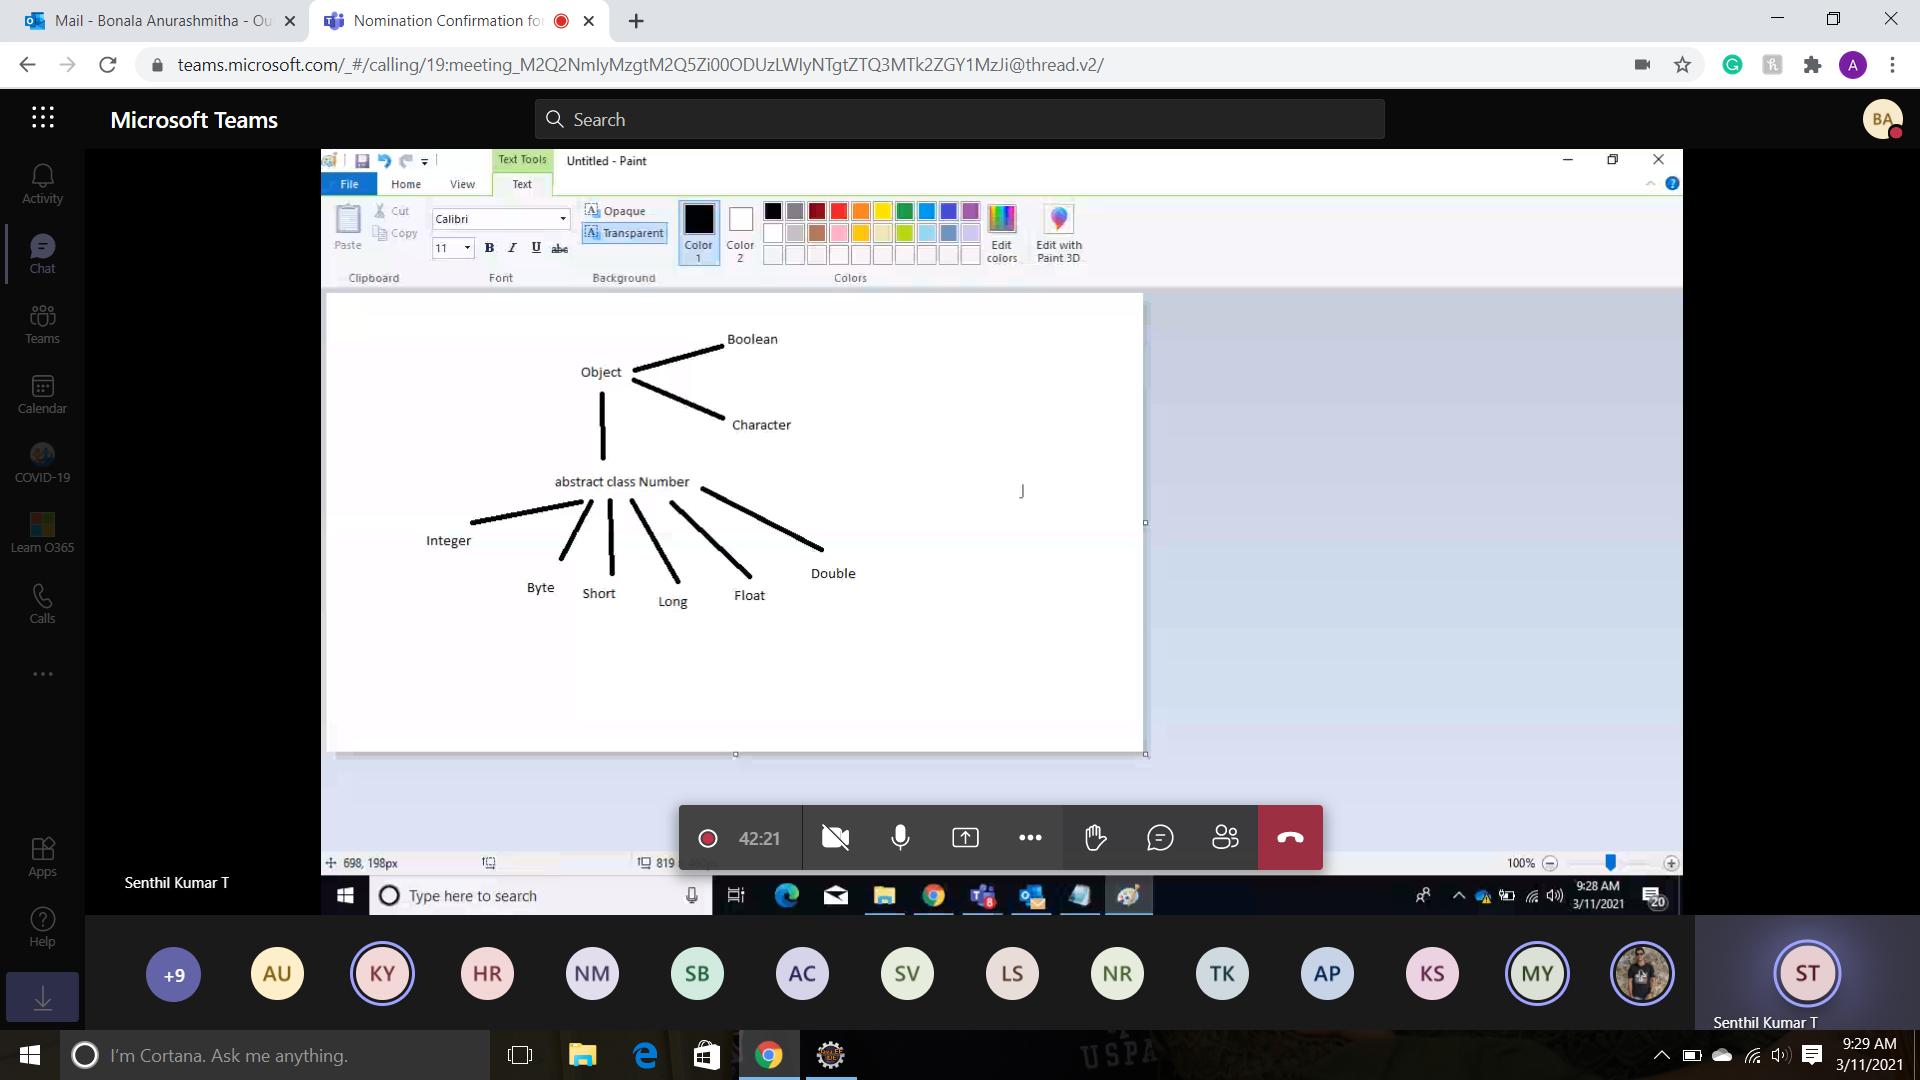 Mail - Bonala Anurashmitha - Ou
Nomination Confirmation fo
teams.microsoft.com/_#/calling/19:meeting_M2Q2NmIyMzgtM2Q5Zi00ODUzLWIyNTgtZTQ3MTk2ZGY1MzJi@thread.v2/
A
Microsoft Teams
Search
BA
Activity
Chat
Teams
Calendar
COVID-19
Learn O365
Calls
Apps
Help
Text Tools
Untitled - Paint
File
Home
View
Text
Paste
Cut
Copy
Clipboard
Calibri
11
B I U abc
Font
Opaque
Transparent
Background
Color 1
Color 2
Colors
Edit colors
Edit with Paint 3D
Boolean
Object
Character
abstract class Number
Integer
Byte
Short
Long
Float
Double
42:21
698, 198px
819
100%
Senthil Kumar T
Type here to search
8
9:28 AM
3/11/2021
20
+9
AU
KY
HR
NM
SB
AC
SV
LS
NR
TK
AP
KS
MY
ST
Senthil Kumar T
I'm Cortana. Ask me anything.
USPA
9:29 AM
3/11/2021